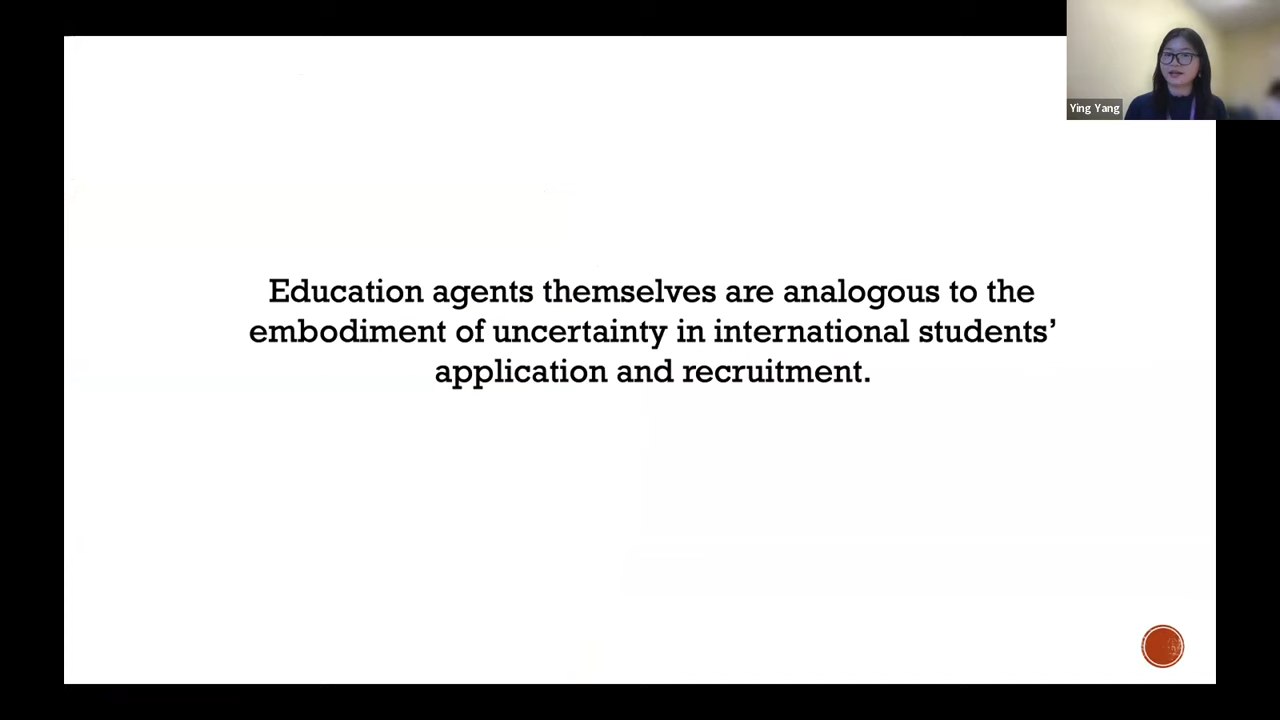 Ying Yang
Education agents themselves are analogous to the
embodiment of uncertainty in international students’
application and recruitment.